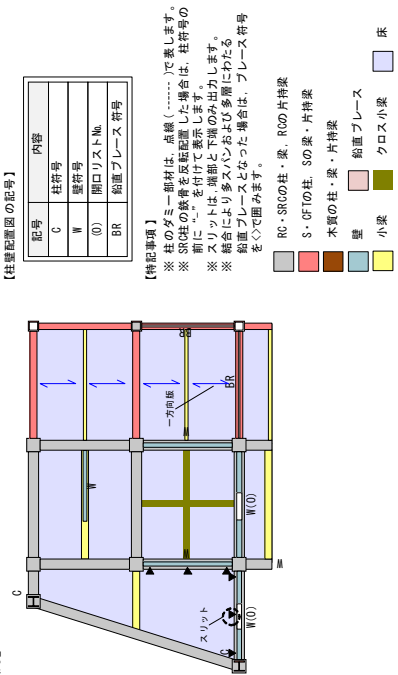 【柱壁配置図の記号】
記号 内容
C 柱符号
W 壁符号
(O) 開口リストNo.
BR 鉛直ブレース符号
【特記事項】
※ 柱のダミー部材は、点線(------)で表します。
※ SRC柱の鉄骨を反転配置した場合は、柱符号の
前に"-"を付けて表示します。
※ スリットは、端部と下端のみ出力します。
※ 結合により多スパンおよび多層にわたる
鉛直ブレースとなった場合は、ブレース符号
を◇で囲みます。
RC・SRCの柱・梁、RCの片持梁
S・CFTの柱、Sの梁・片持梁
木質の柱・梁・片持梁
壁 鉛直ブレース
小梁 クロス小梁 床
C
W
一方向版
BR
W
W
W
W(O)
W(O)
W
スリット
C